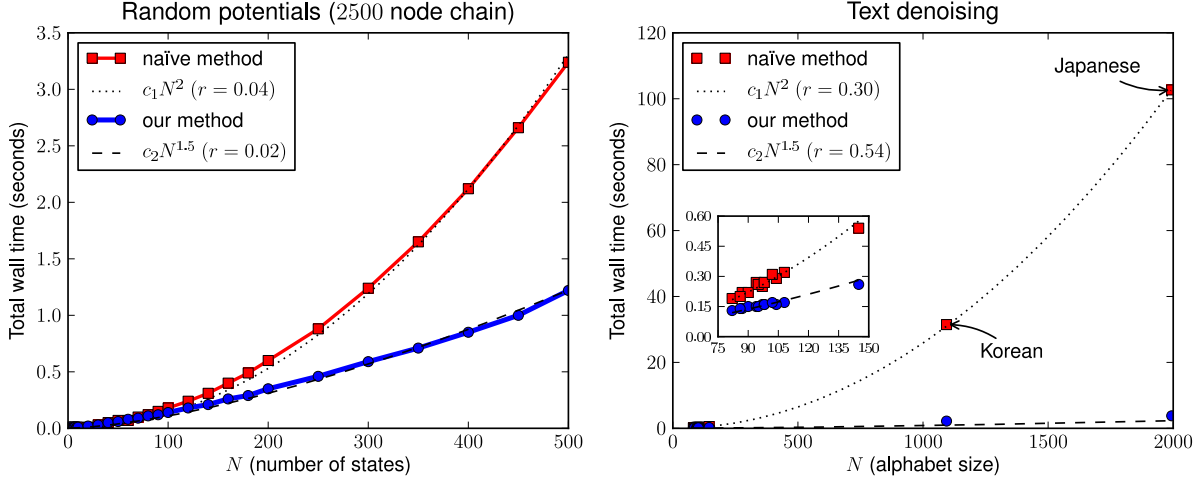 Random potentials (2500 node chain)
Total wall time (seconds)
3.5
3.0
2.5
2.0
1.5
1.0
0.5
0.0
naïve method
c₁N² (r = 0.04)
our method
c₂N¹·⁵ (r = 0.02)
0
100
200
300
400
500
N (number of states)
Text denoising
Total wall time (seconds)
120
100
80
60
40
20
0
naïve method
c₁N² (r = 0.30)
our method
c₂N¹·⁵ (r = 0.54)
Japanese
Korean
0.60
0.45
0.30
0.15
0.00
75
90
105
120
135
150
0
500
1000
1500
2000
N (alphabet size)